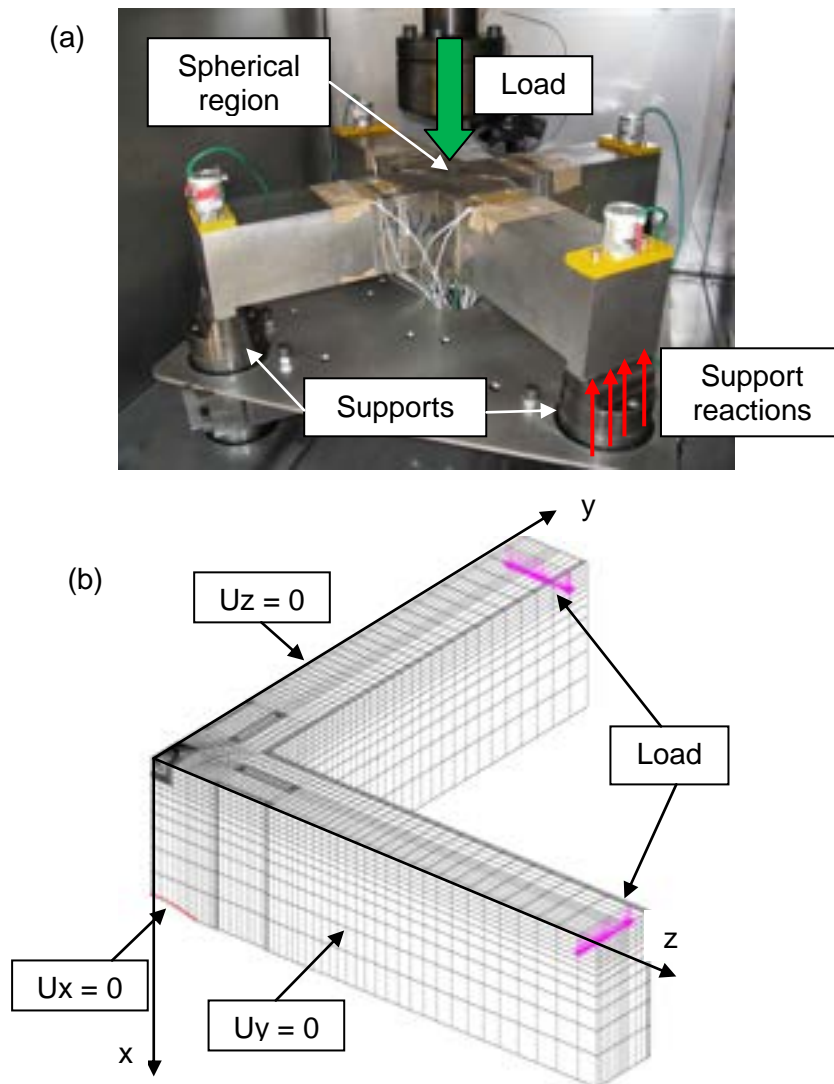 (a)
Spherical
region
Load
Supports
Support
reactions
(b)
y
Uz = 0
Load
z
Ux = 0
Uy = 0
x